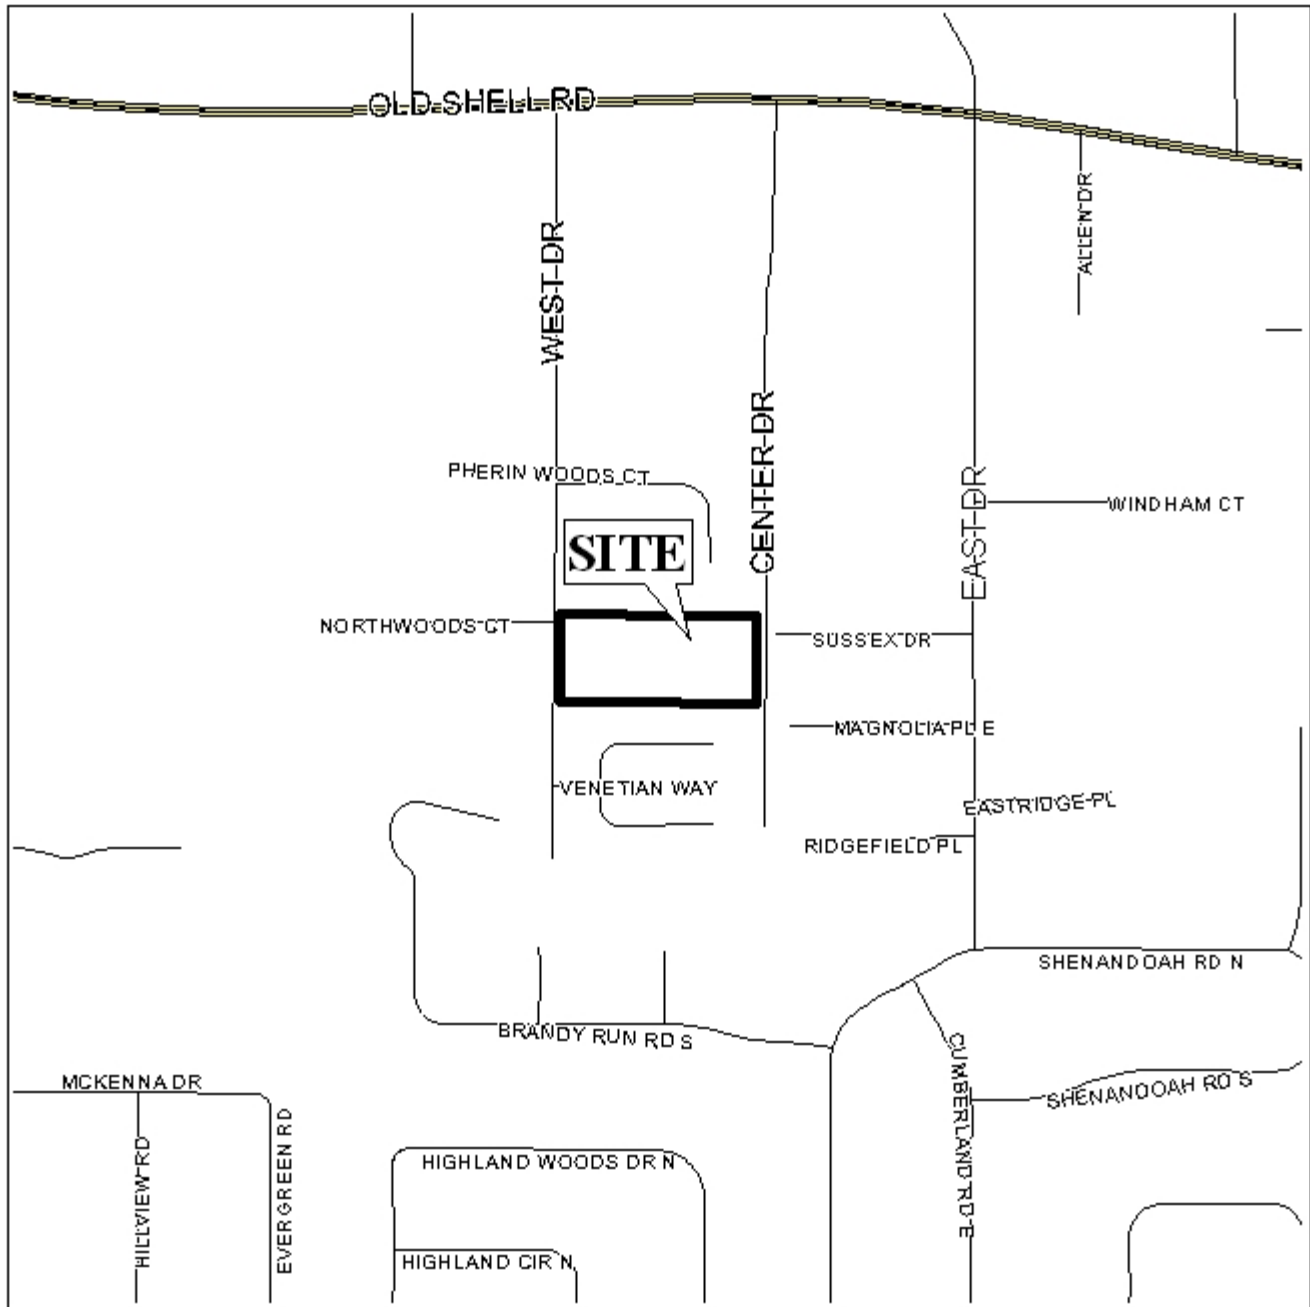 OLD SHELL RD
ALLEN DR
WEST DR
CENTER DR
PHERIN WOODS CT
EAST DR
WINDHAM CT
SITE
NORTHWOODS CT
SUSSEX DR
MAGNOLIA PL E
VENETIAN WAY
EASTRIDGE PL
RIDGEFIELD PL
SHENANDOAH RD N
BRANDY RUN RD S
CUMBERLAND RD E
MCKENNA DR
SHENANDOAH RD S
HILLVIEW RD
EVERGREEN RD
HIGHLAND WOODS DR N
HIGHLAND CIR N